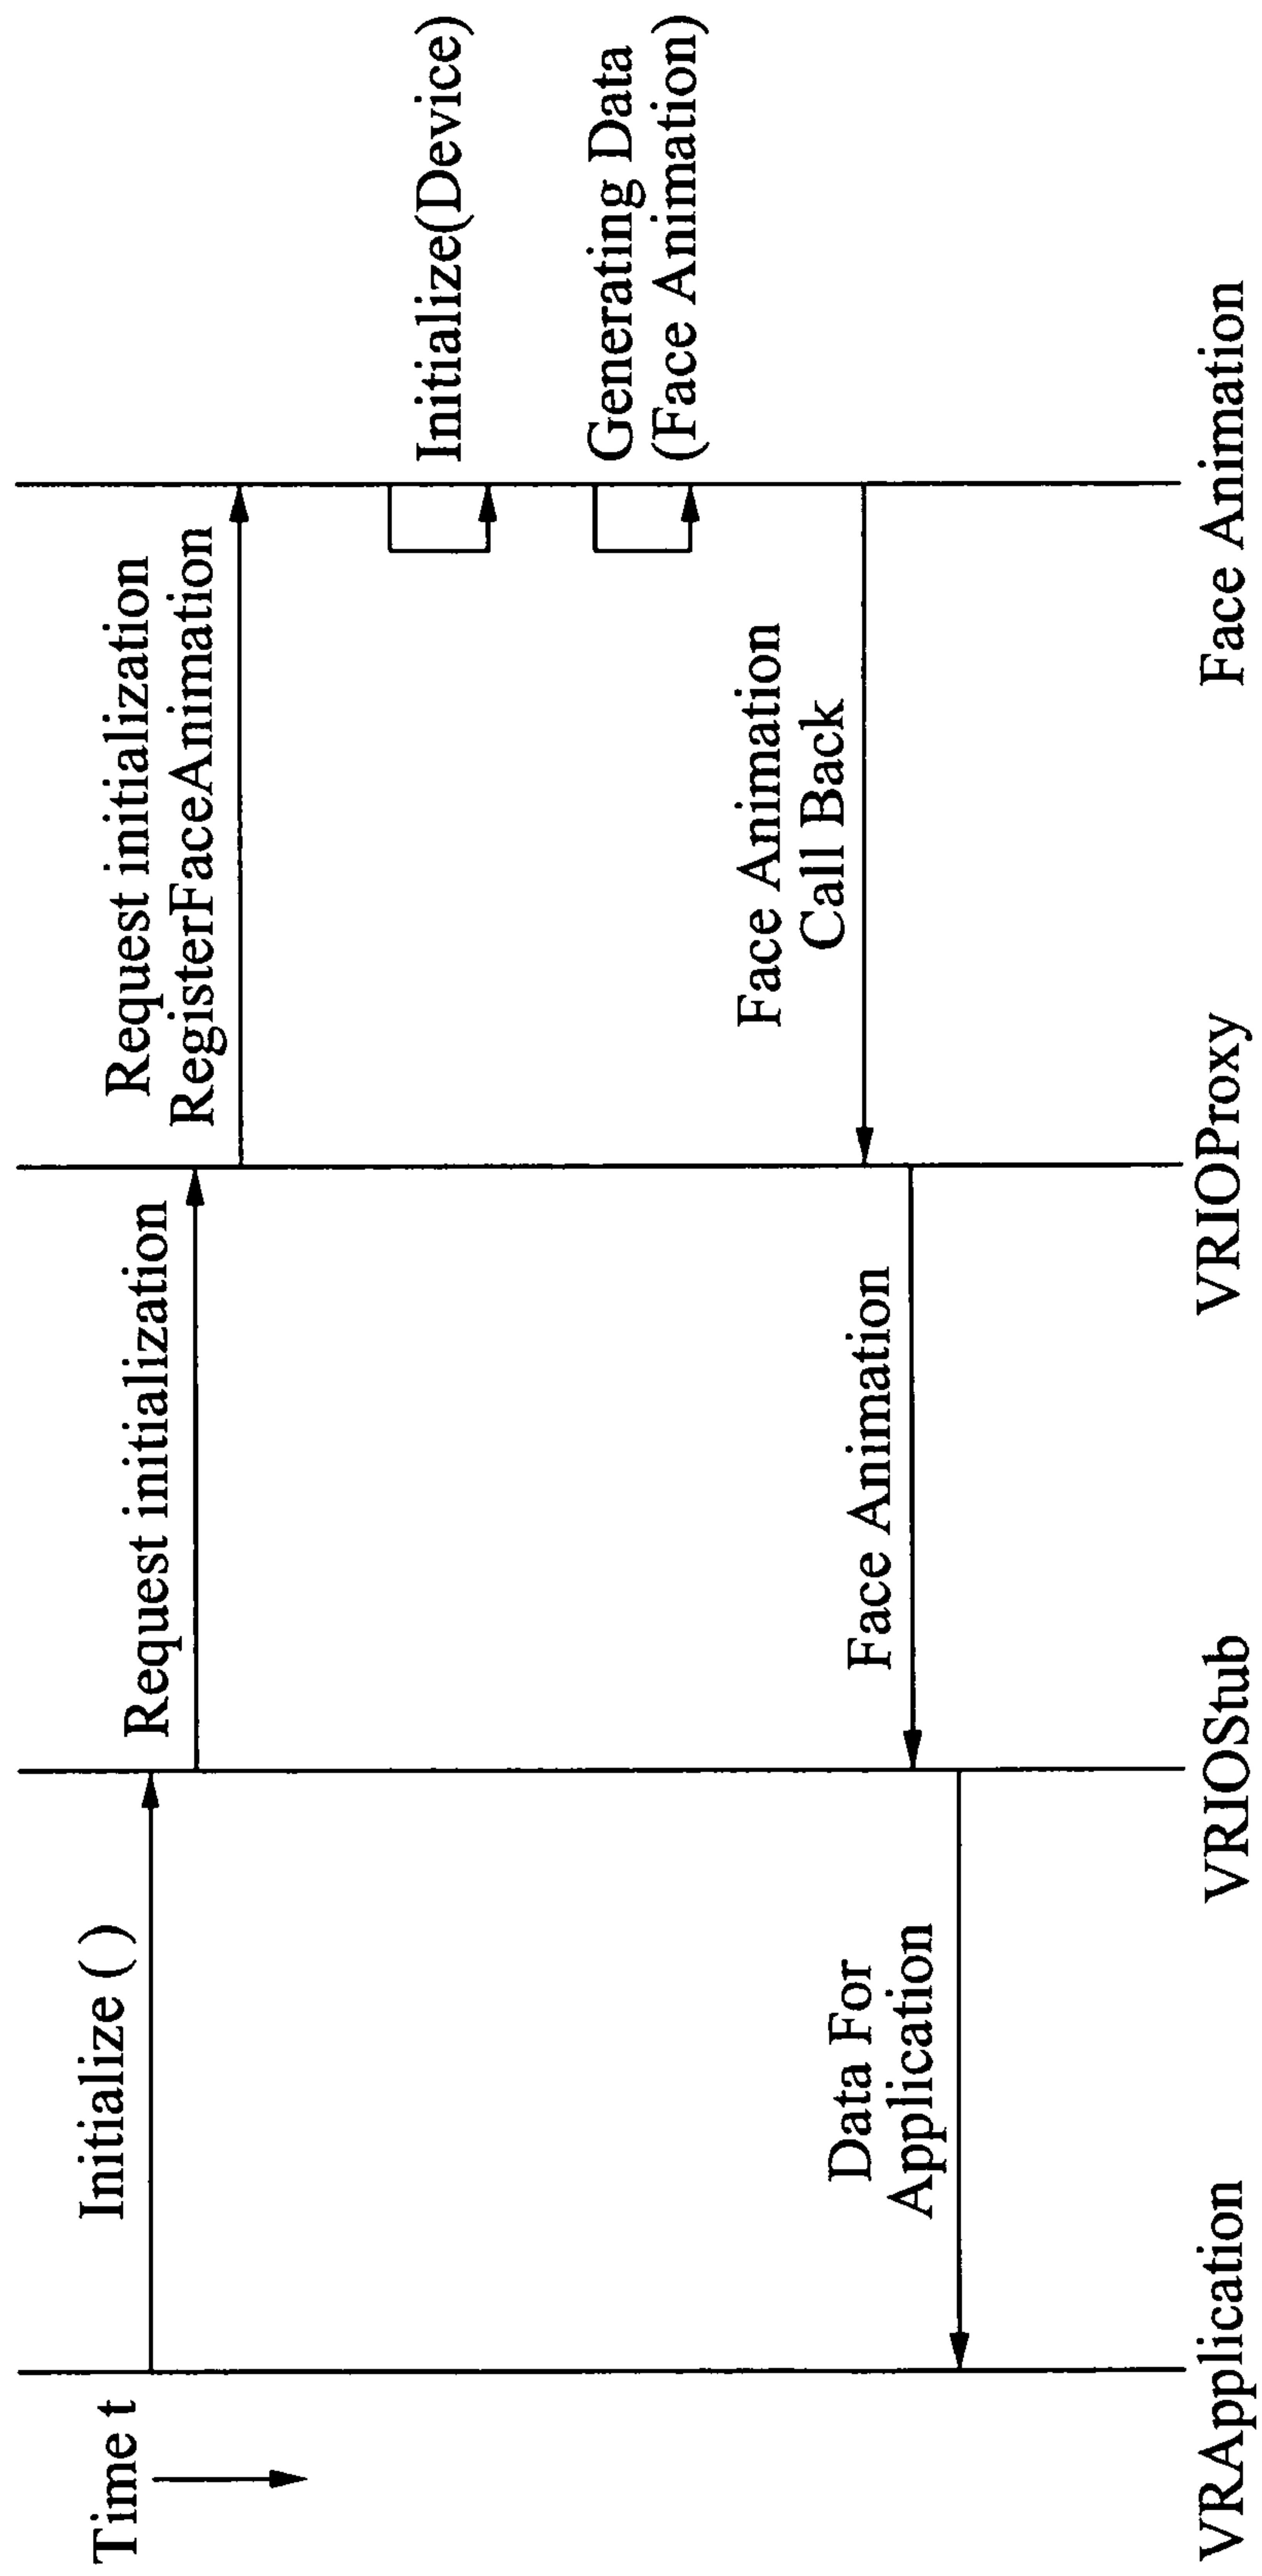 Time t
Initialize ( )
Request initialization
Request initialization
RegisterFaceAnimation
Initialize(Device)
Generating Data
(Face Animation)
Face Animation
Call Back
Face Animation
Data For
Application
VRApplication
VRIOStub
VRIOProxy
Face Animation